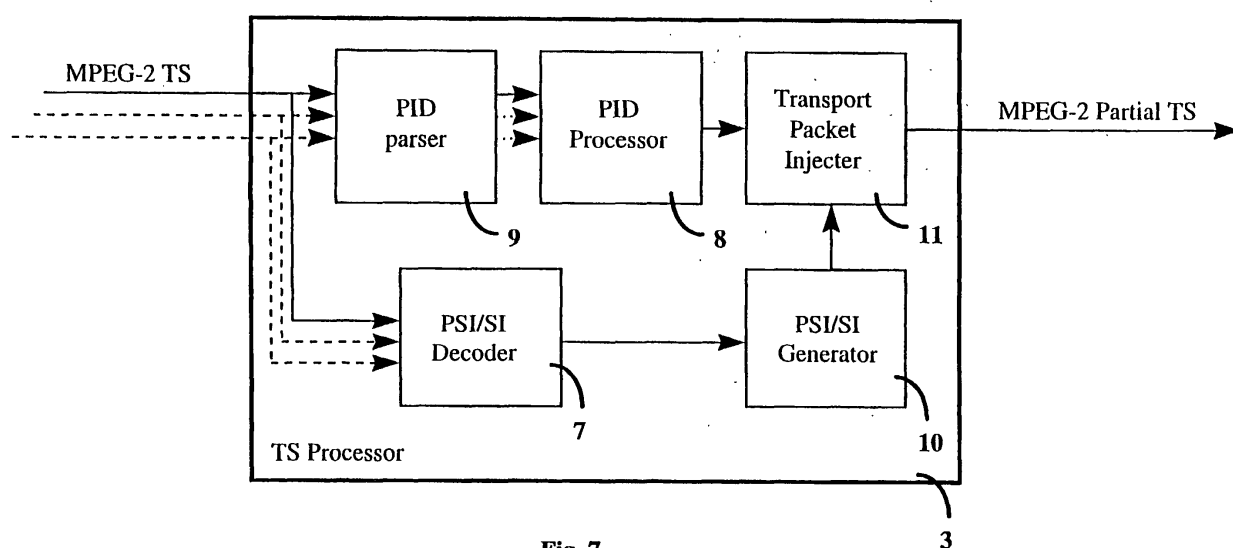 MPEG-2 TS
PID
parser
9
PID
Processor
8
Transport
Packet
Injecter
11
MPEG-2 Partial TS
PSI/SI
Decoder
7
PSI/SI
Generator
10
TS Processor
3
Fig. 7